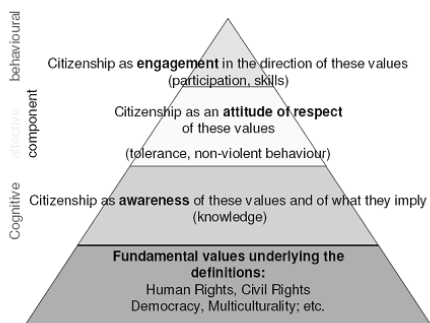 behavioural
affective
component
Cognitive
Citizenship as engagement in the direction of these values
(participation, skills)
Citizenship as an attitude of respect
of these values
(tolerance, non-violent behaviour)
Citizenship as awareness of these values and of what they imply
(knowledge)
Fundamental values underlying the
definitions:
Human Rights, Civil Rights
Democracy, Multiculturality; etc.